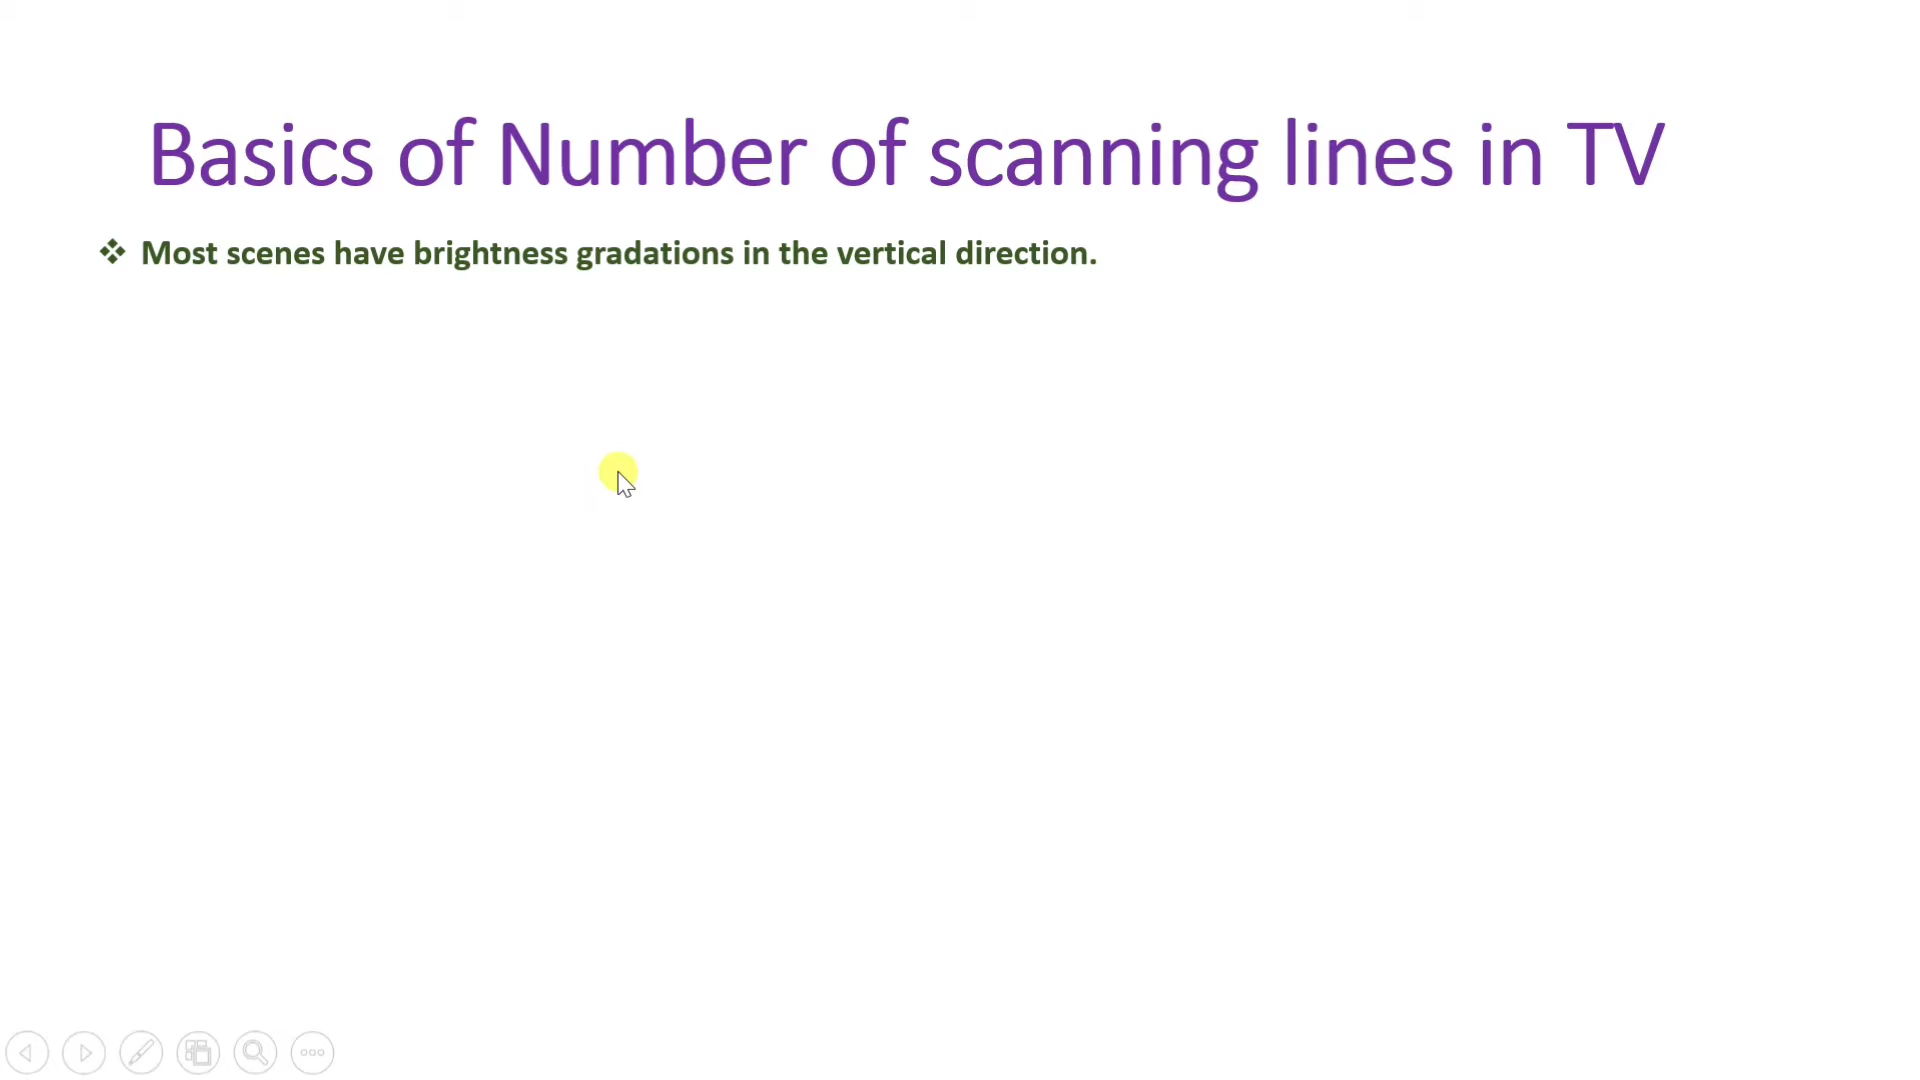 Basics of Number of scanning lines in TV
❖ Most scenes have brightness gradations in the vertical direction.